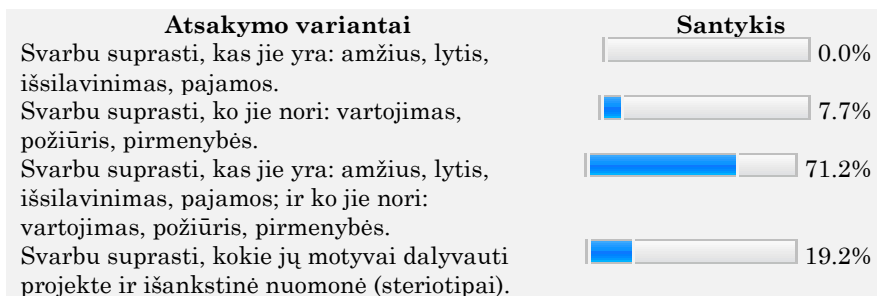 Atsakymo variantai Santykis
Svarbu suprasti, kas jie yra: amžius, lytis, 0.0%
išsilavinimas, pajamos.
Svarbu suprasti, ko jie nori: vartojimas, 7.7%
požiūris, pirmenybės.
Svarbu suprasti, kas jie yra: amžius, lytis, 71.2%
išsilavinimas, pajamos; ir ko jie nori:
vartojimas, požiūris, pirmenybės.
Svarbu suprasti, kokie jų motyvai dalyvauti 19.2%
projekte ir išankstinė nuomonė (steriotipai).